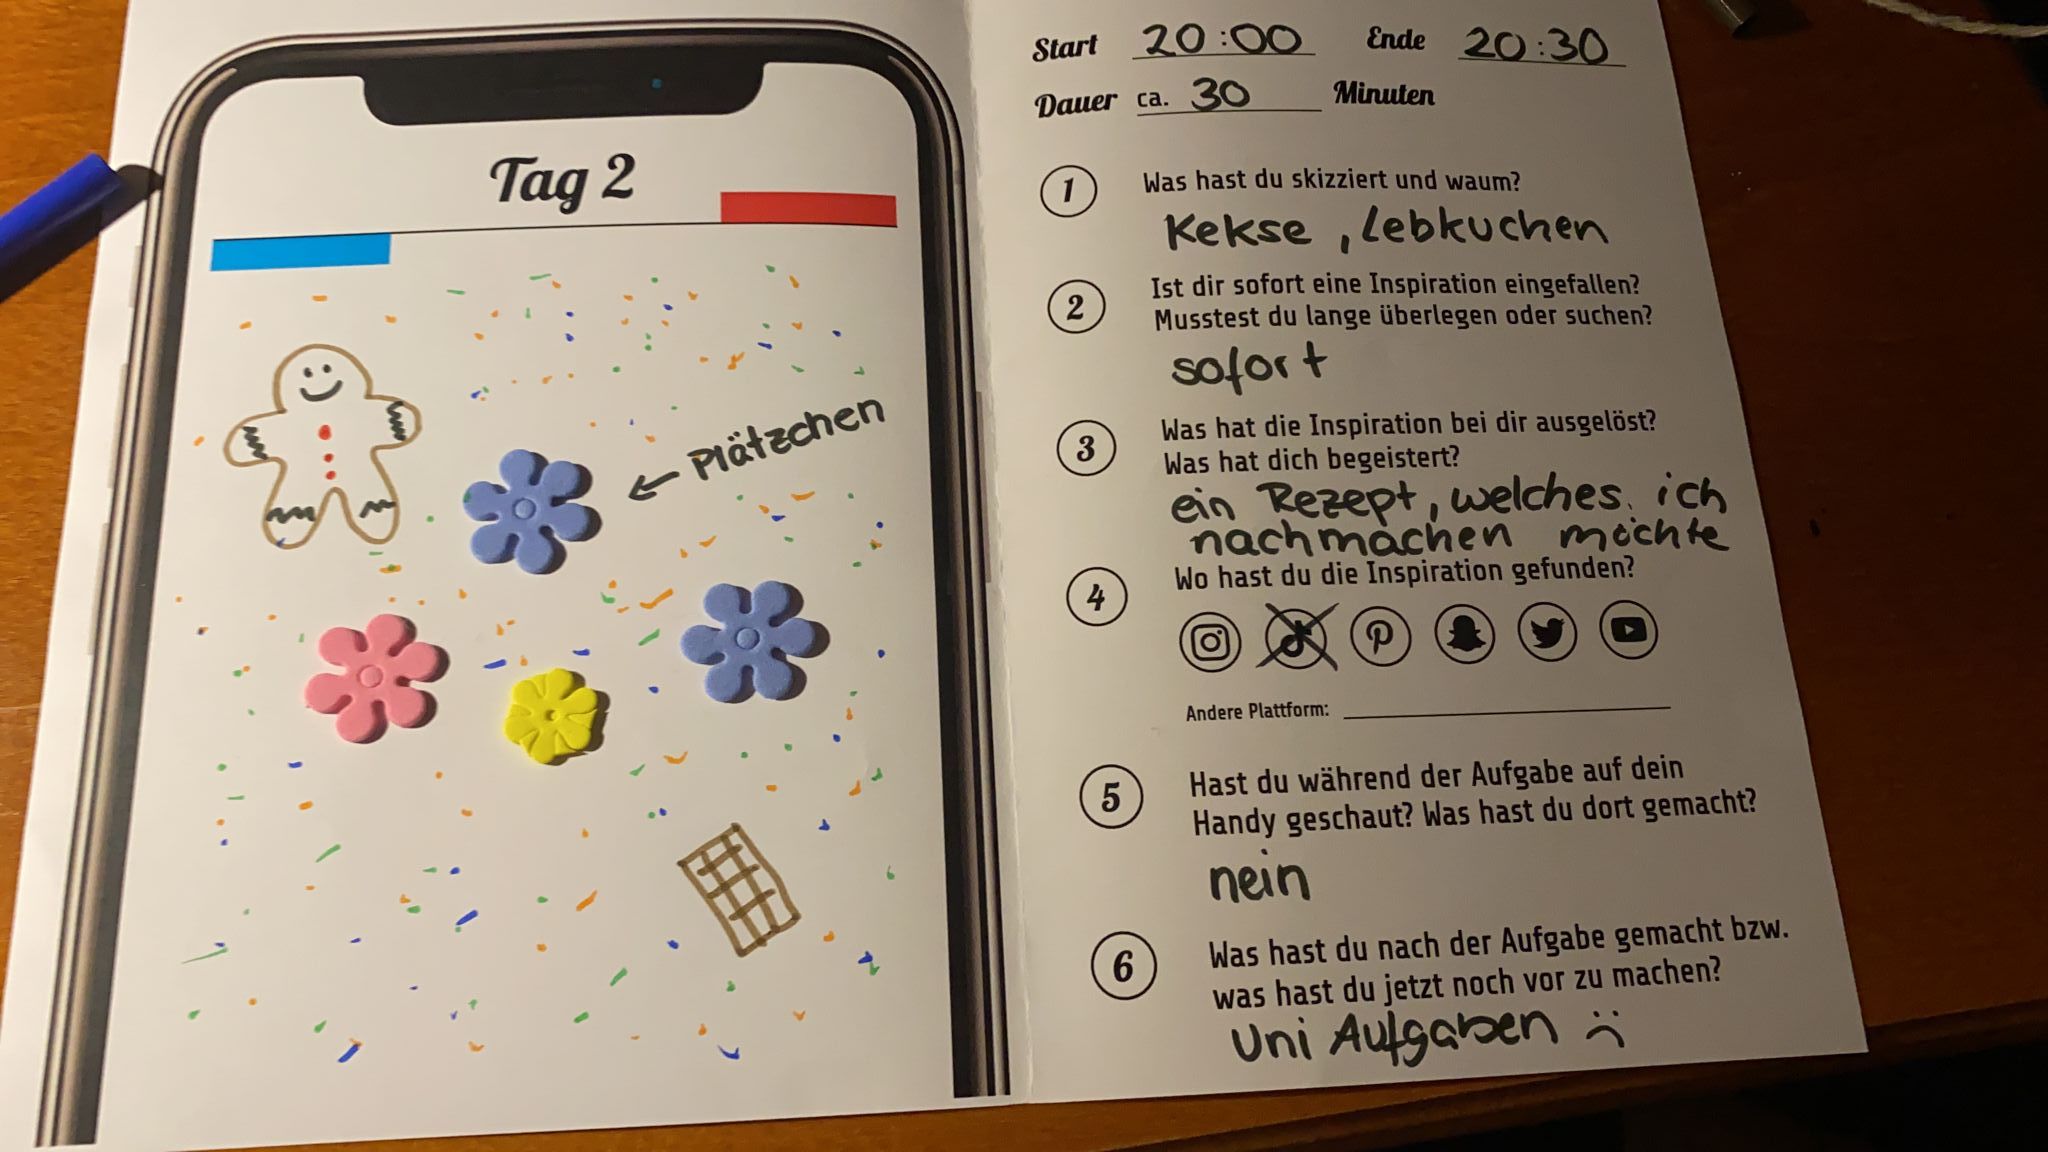 Tag 2
← Plätzchen
Start 20:00 Ende 20:30
Dauer ca. 30 Minuten
1 Was hast du skizziert und waum?
Kekse, Lebkuchen
2 Ist dir sofort eine Inspiration eingefallen?
Musstest du lange überlegen oder suchen?
sofort
3 Was hat die Inspiration bei dir ausgelöst?
Was hat dich begeistert?
ein Rezept, welches ich
nachmachen möchte
4 Wo hast du die Inspiration gefunden?
Andere Plattform:
5 Hast du während der Aufgabe auf dein
Handy geschaut? Was hast du dort gemacht?
nein
6 Was hast du nach der Aufgabe gemacht bzw.
was hast du jetzt noch vor zu machen?
Uni Aufgaben :(